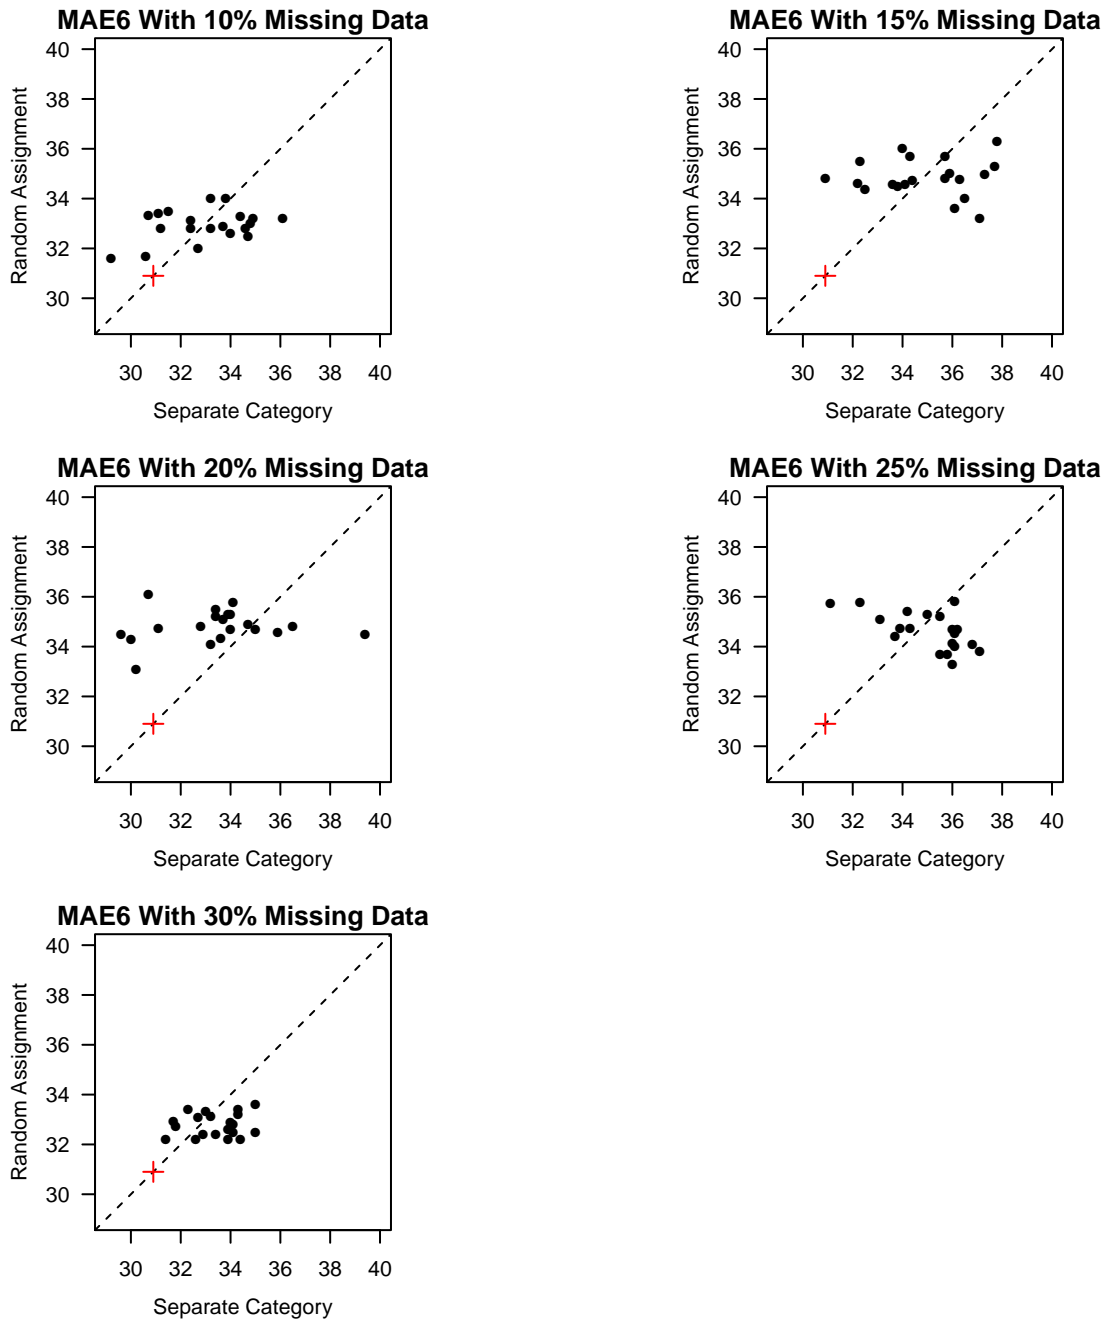 MAE6 With 10% Missing Data
Random Assignment
40
38
36
34
32
30
30 32 34 36 38 40
Separate Category
MAE6 With 15% Missing Data
Random Assignment
40
38
36
34
32
30
30 32 34 36 38 40
Separate Category
MAE6 With 20% Missing Data
Random Assignment
40
38
36
34
32
30
30 32 34 36 38 40
Separate Category
MAE6 With 25% Missing Data
Random Assignment
40
38
36
34
32
30
30 32 34 36 38 40
Separate Category
MAE6 With 30% Missing Data
Random Assignment
40
38
36
34
32
30
30 32 34 36 38 40
Separate Category